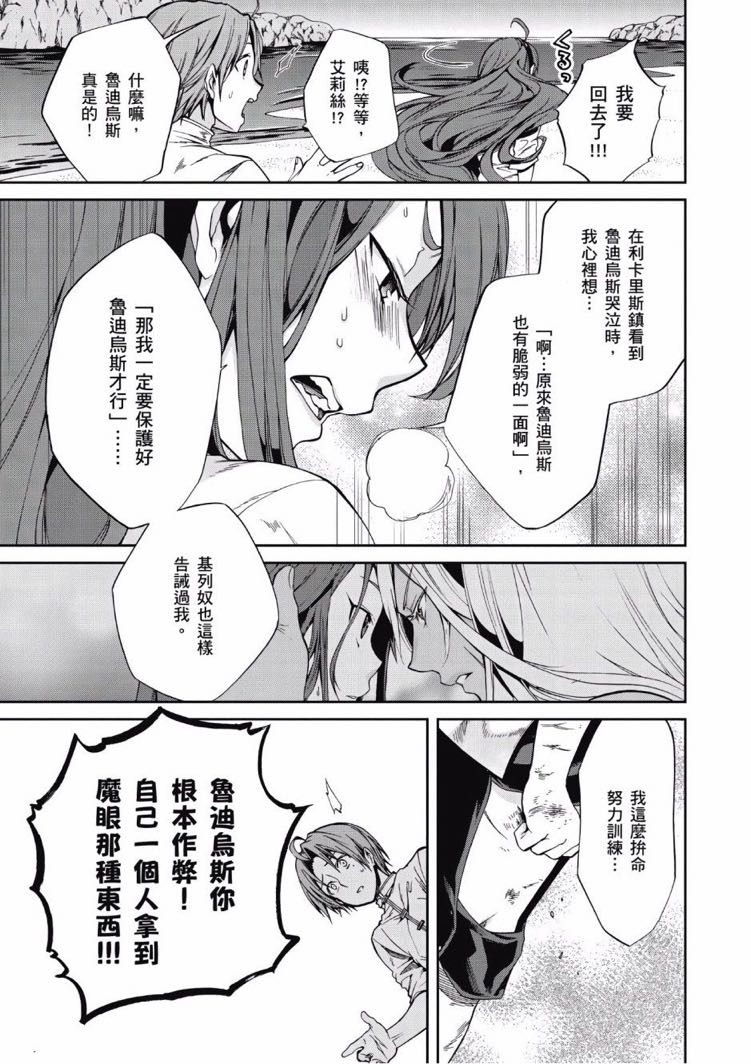 我要
回去了!!!
くるっ
咦!?等等，
艾莉絲!?
什麼嘛，
魯迪烏斯
真是的！
在利卡里斯鎮看到
魯迪烏斯哭泣時，
我心裡想…
「啊…原來魯迪烏斯
也有脆弱的一面啊」，
「那我一定要保護好
魯迪烏斯才行」……
基列奴也這樣
告誡過我。
我這麼拚命
努力訓練…
魯迪烏斯你
根本作弊！
自己一個人拿到
魔眼那種東西!!!